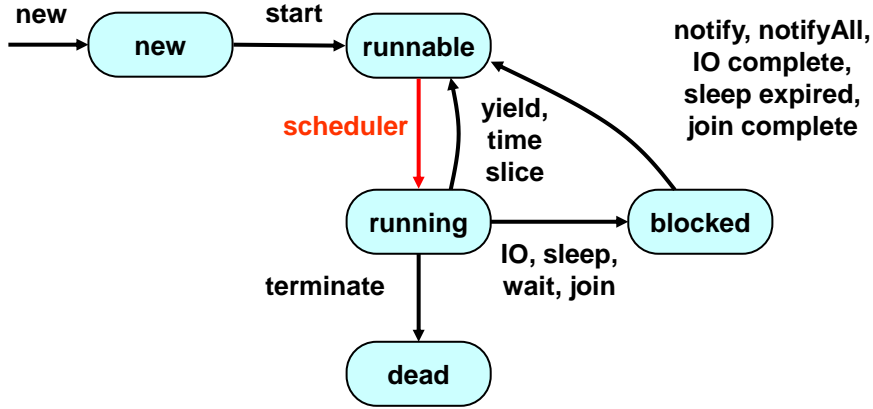 new
new
start
runnable
notify, notifyAll,
IO complete,
sleep expired,
join complete
scheduler
yield,
time
slice
running
blocked
IO, sleep,
wait, join
terminate
dead